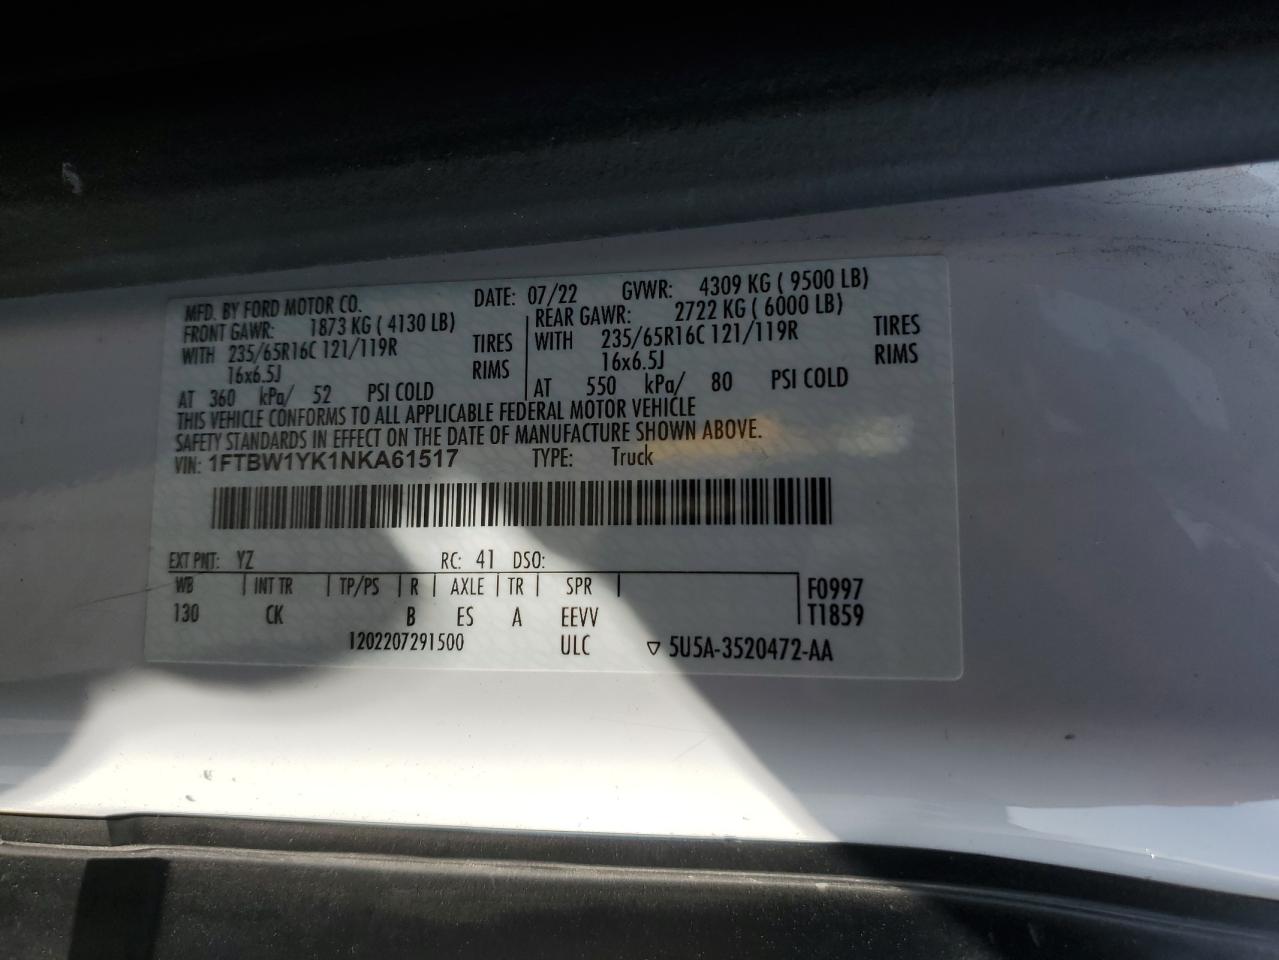 MFD. BY FORD MOTOR CO. DATE: 07/22 GVWR: 4309 KG ( 9500 LB)
FRONT GAWR: 1873 KG ( 4130 LB) REAR GAWR: 2722 KG ( 6000 LB)
WITH 235/65R16C 121/119R TIRES WITH 235/65R16C 121/119R TIRES
16x6.5J RIMS 16x6.5J RIMS
AT 360 kPa/ 52 PSI COLD AT 550 kPa/ 80 PSI COLD
THIS VEHICLE CONFORMS TO ALL APPLICABLE FEDERAL MOTOR VEHICLE
SAFETY STANDARDS IN EFFECT ON THE DATE OF MANUFACTURE SHOWN ABOVE.
VIN: 1FTBW1YK1NKA61517 TYPE: Truck
EXT PNT: YZ RC: 41 DSO:
WB INT TR TP/PS R AXLE TR SPR F0997
130 CK B ES A EEVV T1859
1202207291500 ULC ▽ 5U5A-3520472-AA